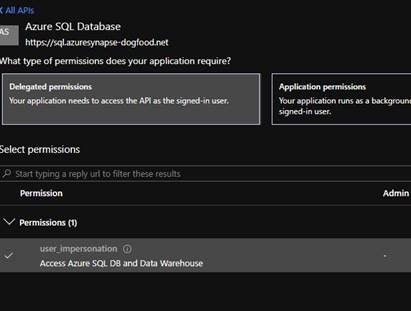 All APIs
AS
Azure SQL Database
https://sql.azuresynapse-dogfood.net
What type of permissions does your application require?
Delegated permissions
Your application needs to access the API as the signed-in user.
Application permissions
Your application runs as a background
signed-in user.
Select permissions
Start typing a reply url to filter these results
Permission
Admin
Permissions (1)
user_impersonation
Access Azure SQL DB and Data Warehouse
-